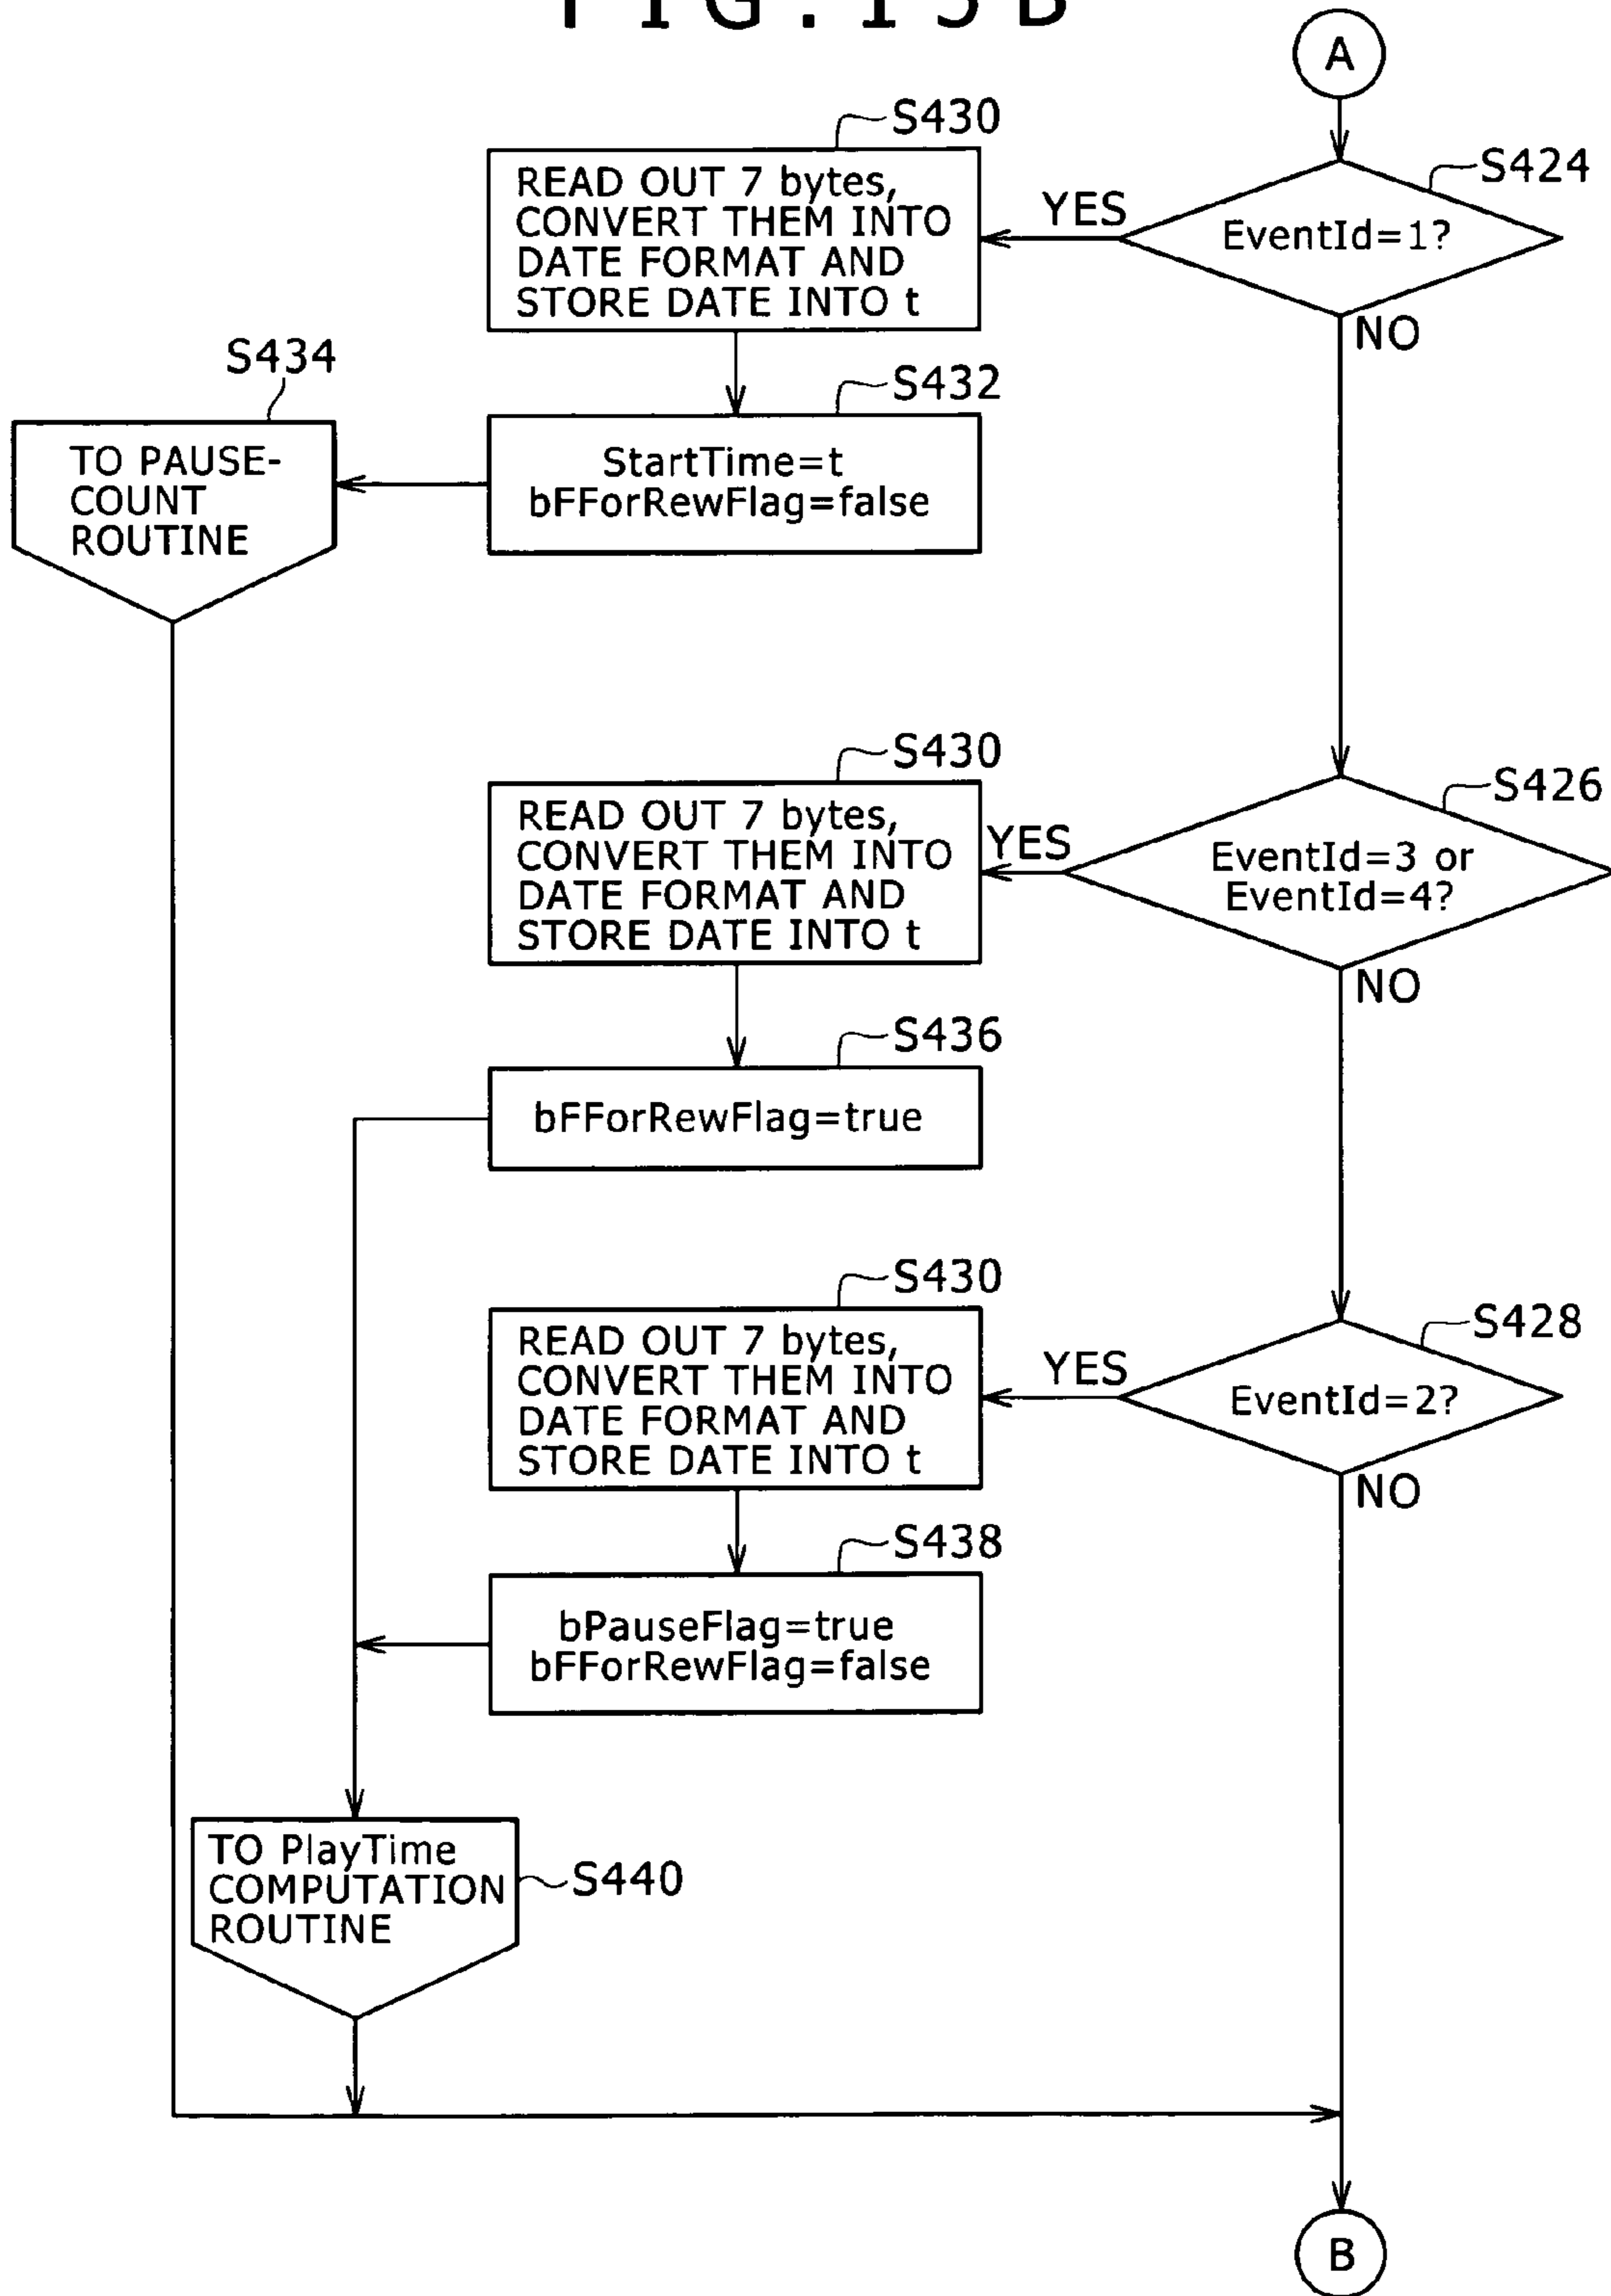 FIG.15B
A
S430
S424
READ OUT 7 bytes,
CONVERT THEM INTO
DATE FORMAT AND
STORE DATE INTO t
YES
EventId=1?
NO
S434
S432
TO PAUSE-
COUNT
ROUTINE
StartTime=t
bFForRewFlag=false
S430
S426
READ OUT 7 bytes,
CONVERT THEM INTO
DATE FORMAT AND
STORE DATE INTO t
YES
EventId=3 or
EventId=4?
NO
S436
bFForRewFlag=true
S430
S428
READ OUT 7 bytes,
CONVERT THEM INTO
DATE FORMAT AND
STORE DATE INTO t
YES
EventId=2?
NO
S438
bPauseFlag=true
bFForRewFlag=false
TO PlayTime
COMPUTATION
ROUTINE
S440
B